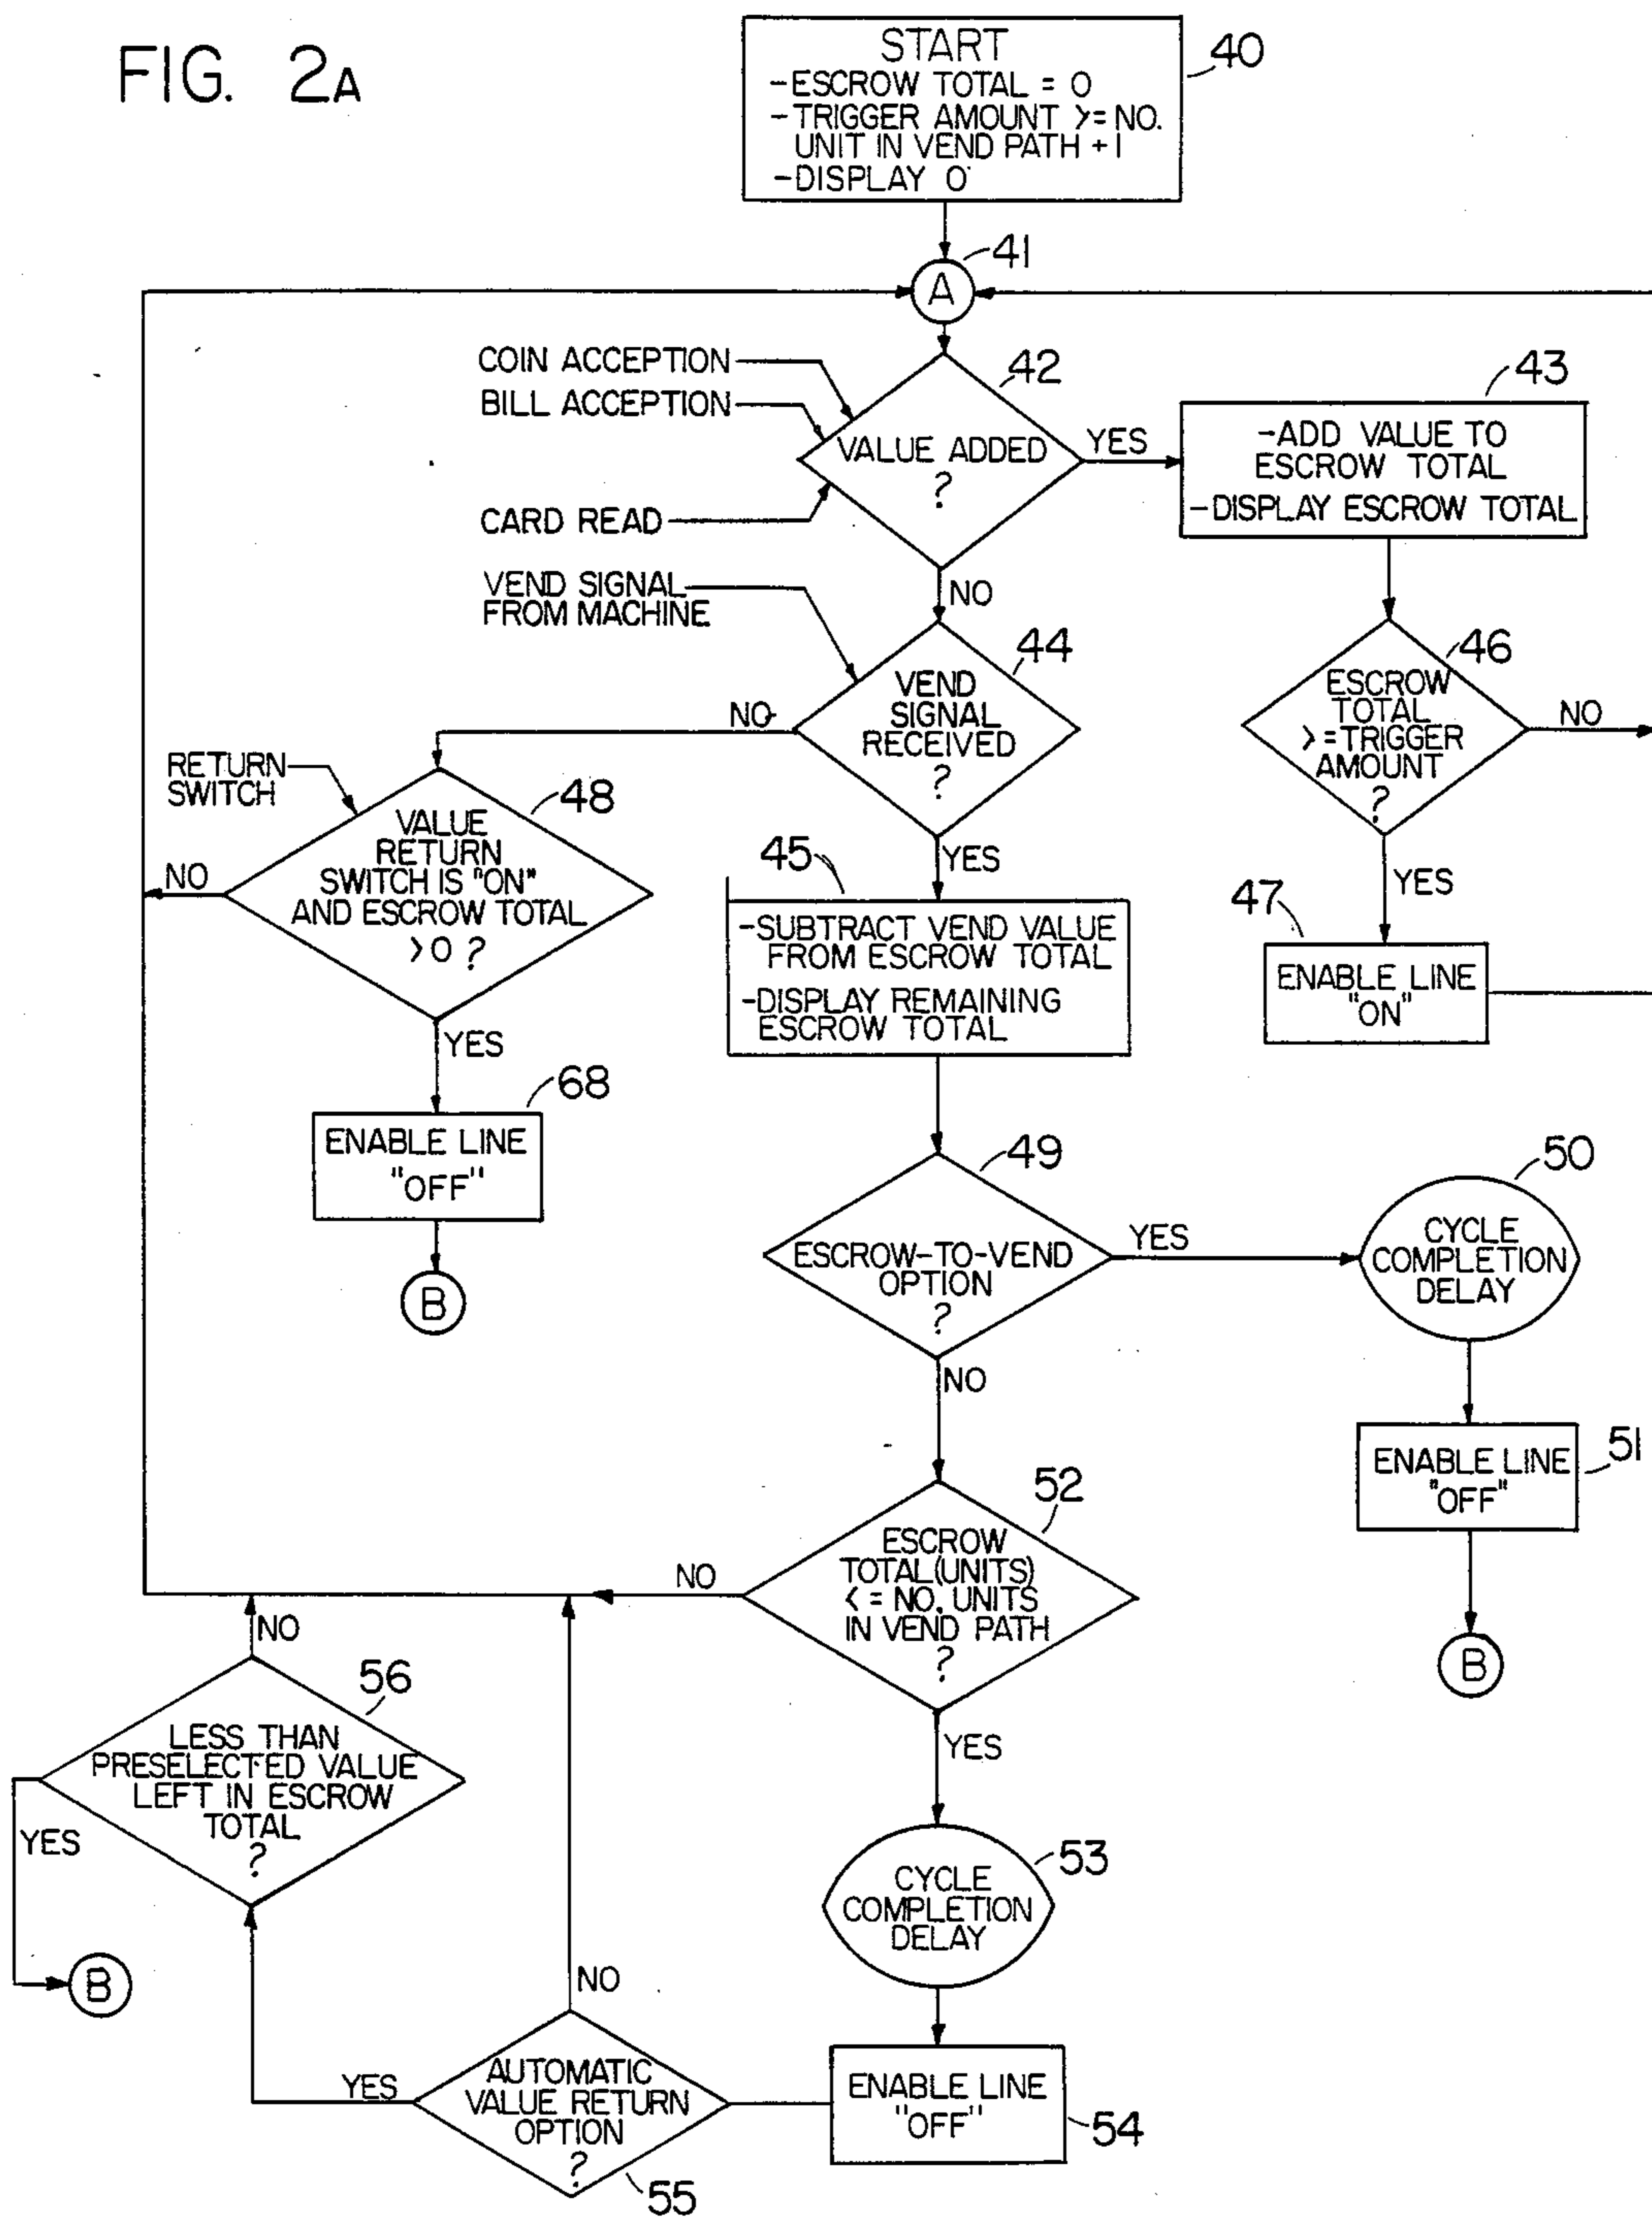 FIG. 2A
START
-ESCROW TOTAL = 0
-TRIGGER AMOUNT >=NO.
UNIT IN VEND PATH +1
-DISPLAY 0
40
41
A
COIN ACCEPTION
BILL ACCEPTION
CARD READ
42
VALUE ADDED
?
YES
43
-ADD VALUE TO
ESCROW TOTAL
-DISPLAY ESCROW TOTAL
NO
VEND SIGNAL
FROM MACHINE
44
VEND
SIGNAL
RECEIVED
?
NO
46
ESCROW
TOTAL
>=TRIGGER
AMOUNT
?
NO
YES
47
ENABLE LINE
"ON"
RETURN
SWITCH
48
VALUE
RETURN
SWITCH IS "ON"
AND ESCROW TOTAL
>0 ?
NO
YES
68
ENABLE LINE
"OFF"
B
YES
45
-SUBTRACT VEND VALUE
FROM ESCROW TOTAL
-DISPLAY REMAINING
ESCROW TOTAL
49
ESCROW-TO-VEND
OPTION
?
YES
50
CYCLE
COMPLETION
DELAY
51
ENABLE LINE
"OFF"
B
NO
52
ESCROW
TOTAL(UNITS)
<=NO. UNITS
IN VEND PATH
?
NO
YES
53
CYCLE
COMPLETION
DELAY
54
ENABLE LINE
"OFF"
55
AUTOMATIC
VALUE RETURN
OPTION
?
NO
YES
56
LESS THAN
PRESELECTED VALUE
LEFT IN ESCROW
TOTAL
?
NO
YES
B